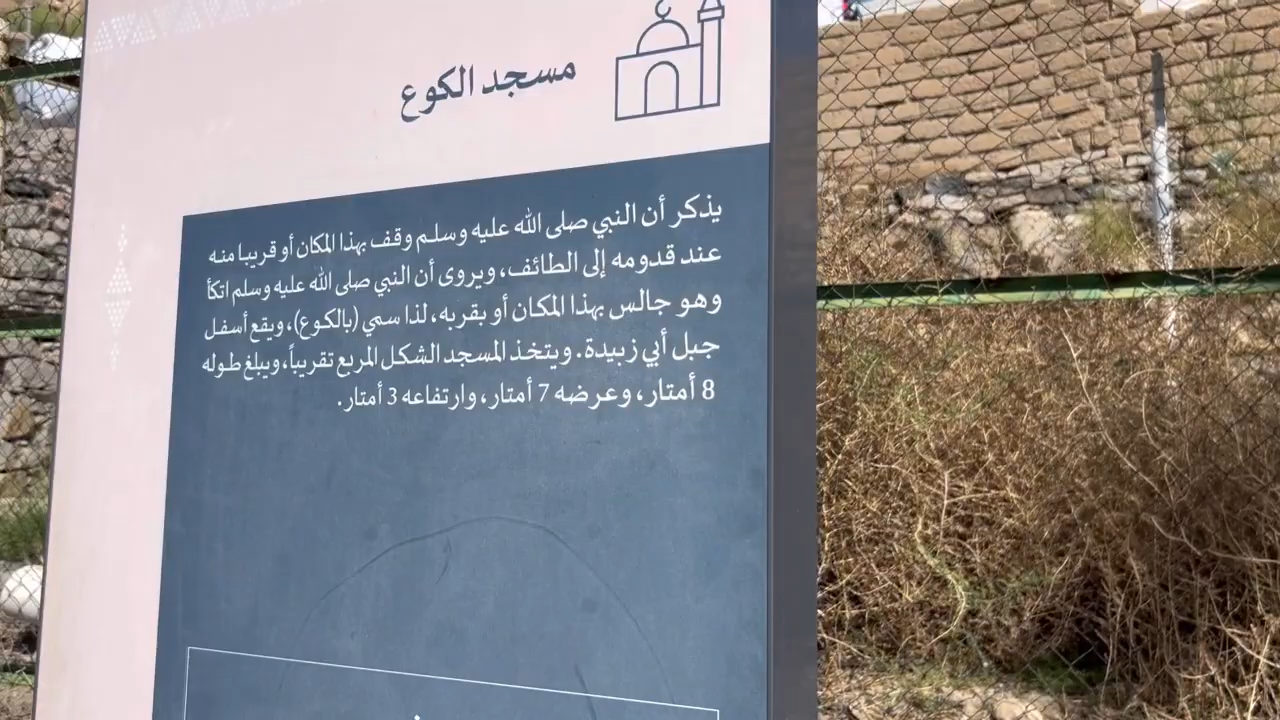 مسجد الكوع
يذكر أن النبي صلى الله عليه وسلم وقف بهذا المكان أو قريبا منه
عند قدومه إلى الطائف، ويروى أن النبي صلى الله عليه وسلم اتكأ
وهو جالس بهذا المكان أو بقربه، لذا سمي (بالكوع)، ويقع أسفل
جبل أبي زبيدة. ويتخذ المسجد الشكل المربع تقريباً، ويبلغ طوله
8 أمتار، وعرضه 7 أمتار، وارتفاعه 3 أمتار.